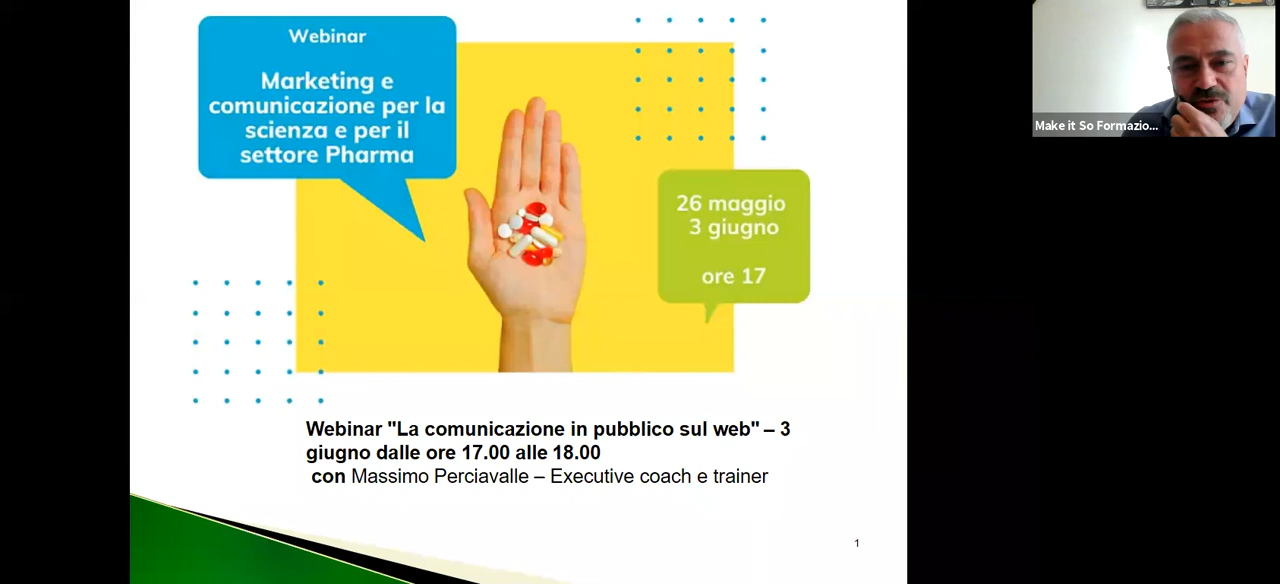 Webinar
Marketing e
comunicazione per la
scienza e per il
settore Pharma
26 maggio
3 giugno
ore 17
Make it So Formazio...
Webinar "La comunicazione in pubblico sul web" – 3
giugno dalle ore 17.00 alle 18.00
con Massimo Perciavalle – Executive coach e trainer
1